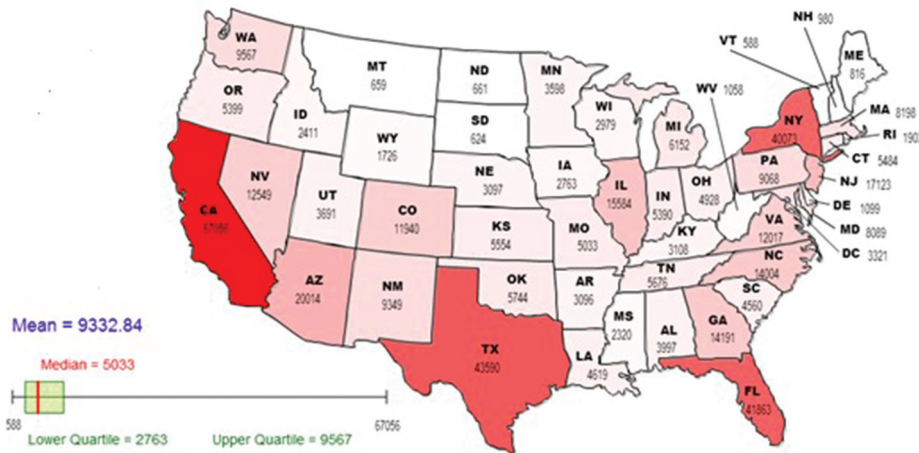 NH 980
VT 588
WA
9567
MT
659
ND
661
MN
3598
ME
816
OR
5399
ID
2411
WV 1058
WI
2979
SD
624
MI
6152
NY
40073
MA 8198
RI
WY
1726
CT 5484
PA
9068
NV
12549
NE
3097
IA
2763
NJ 17123
UT
3691
IL
15584
IN
5390
OH
4928
DE 1099
CO
11940
CA
KS
5554
MO
5033
VA
12017
MD 8089
KY
3108
DC 3321
NC
14004
TN
5676
AZ
20014
NM
9349
OK
5744
AR
3096
SC
4560
MS
2320
AL
3997
GA
14191
Mean = 9332.84
TX
43590
LA
4619
Median = 5033
FL
41863
588
67056
Lower Quartile = 2763
Upper Quartile = 9567